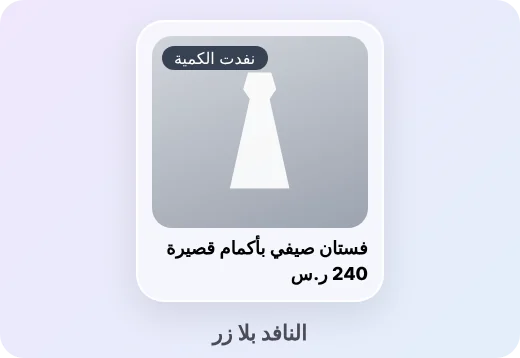 نفدت الكمية
فستان صيفي بأكمام قصيرة
240 ر.س
النافد بلا زر